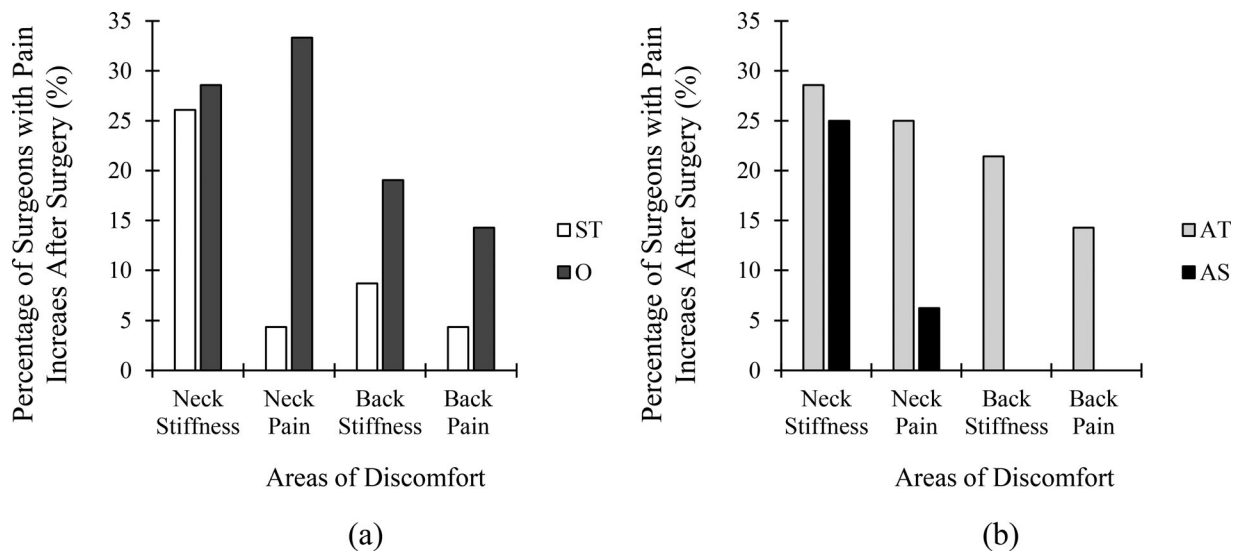 Percentage of Surgeons with Pain
Increaes After Surgery (%)
35
30
25
20
15
10
5
0
Neck
Stiffness
Neck
Pain
Back
Stiffness
Back
Pain
Areas of Discomfort
ST
O
(a)
Percentage of Surgeons with Pain
Increaes After Surgery (%)
35
30
25
20
15
10
5
0
Neck
Stiffness
Neck
Pain
Back
Stiffness
Back
Pain
Areas of Discomfort
AT
AS
(b)